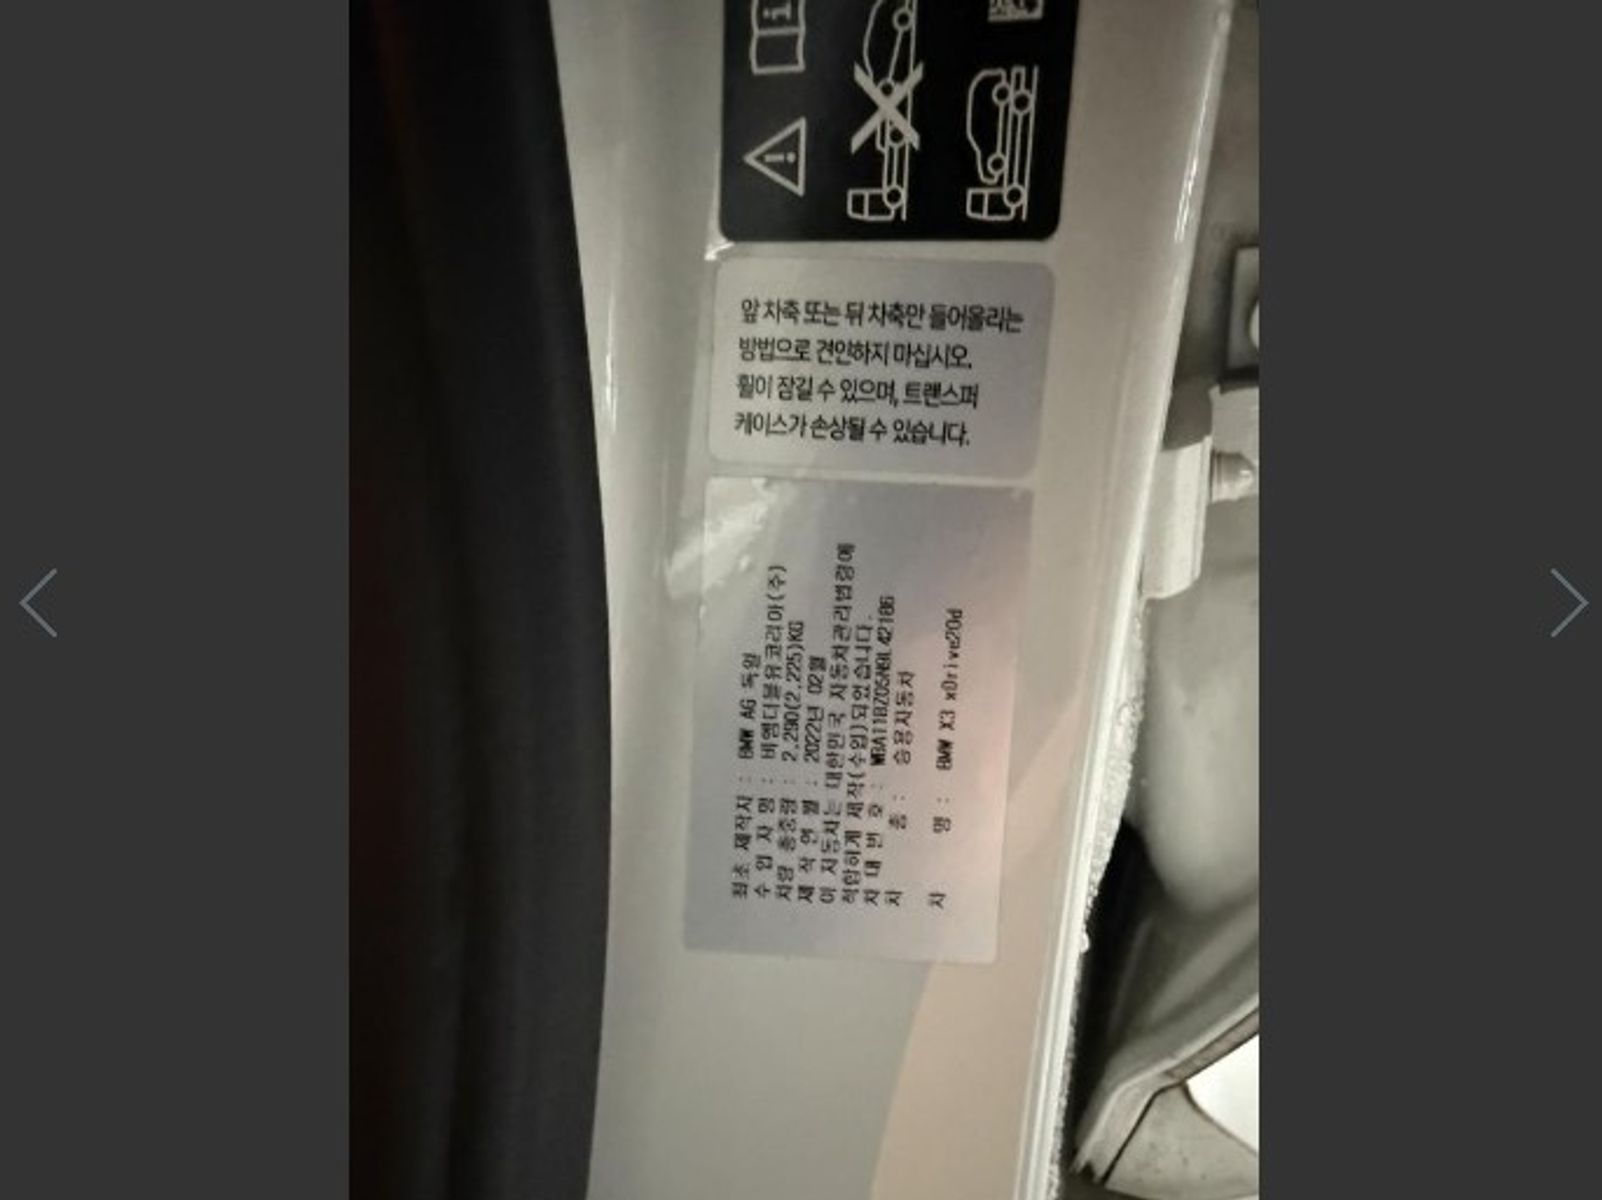 앞 차축 또는 뒤 차축만 들어올리는
방법으로 견인하지 마십시오.
휠이 잠길 수 있으며, 트랜스퍼
케이스가 손상될 수 있습니다.
최초 제작자 : BMW AG 독일
수 입 자 명 : 비엠더블유코리아(주)
차량 총중량 : 2,290(2,225)KG
제 작 연 월 : 2022년 02월
이 자동차는 대한민국 자동차관리법령에
적합하게 제작(수입)되었습니다.
차 대 번 호 :
차 종 : 승용자동차
차 명 : BMW X3 xDrive20d